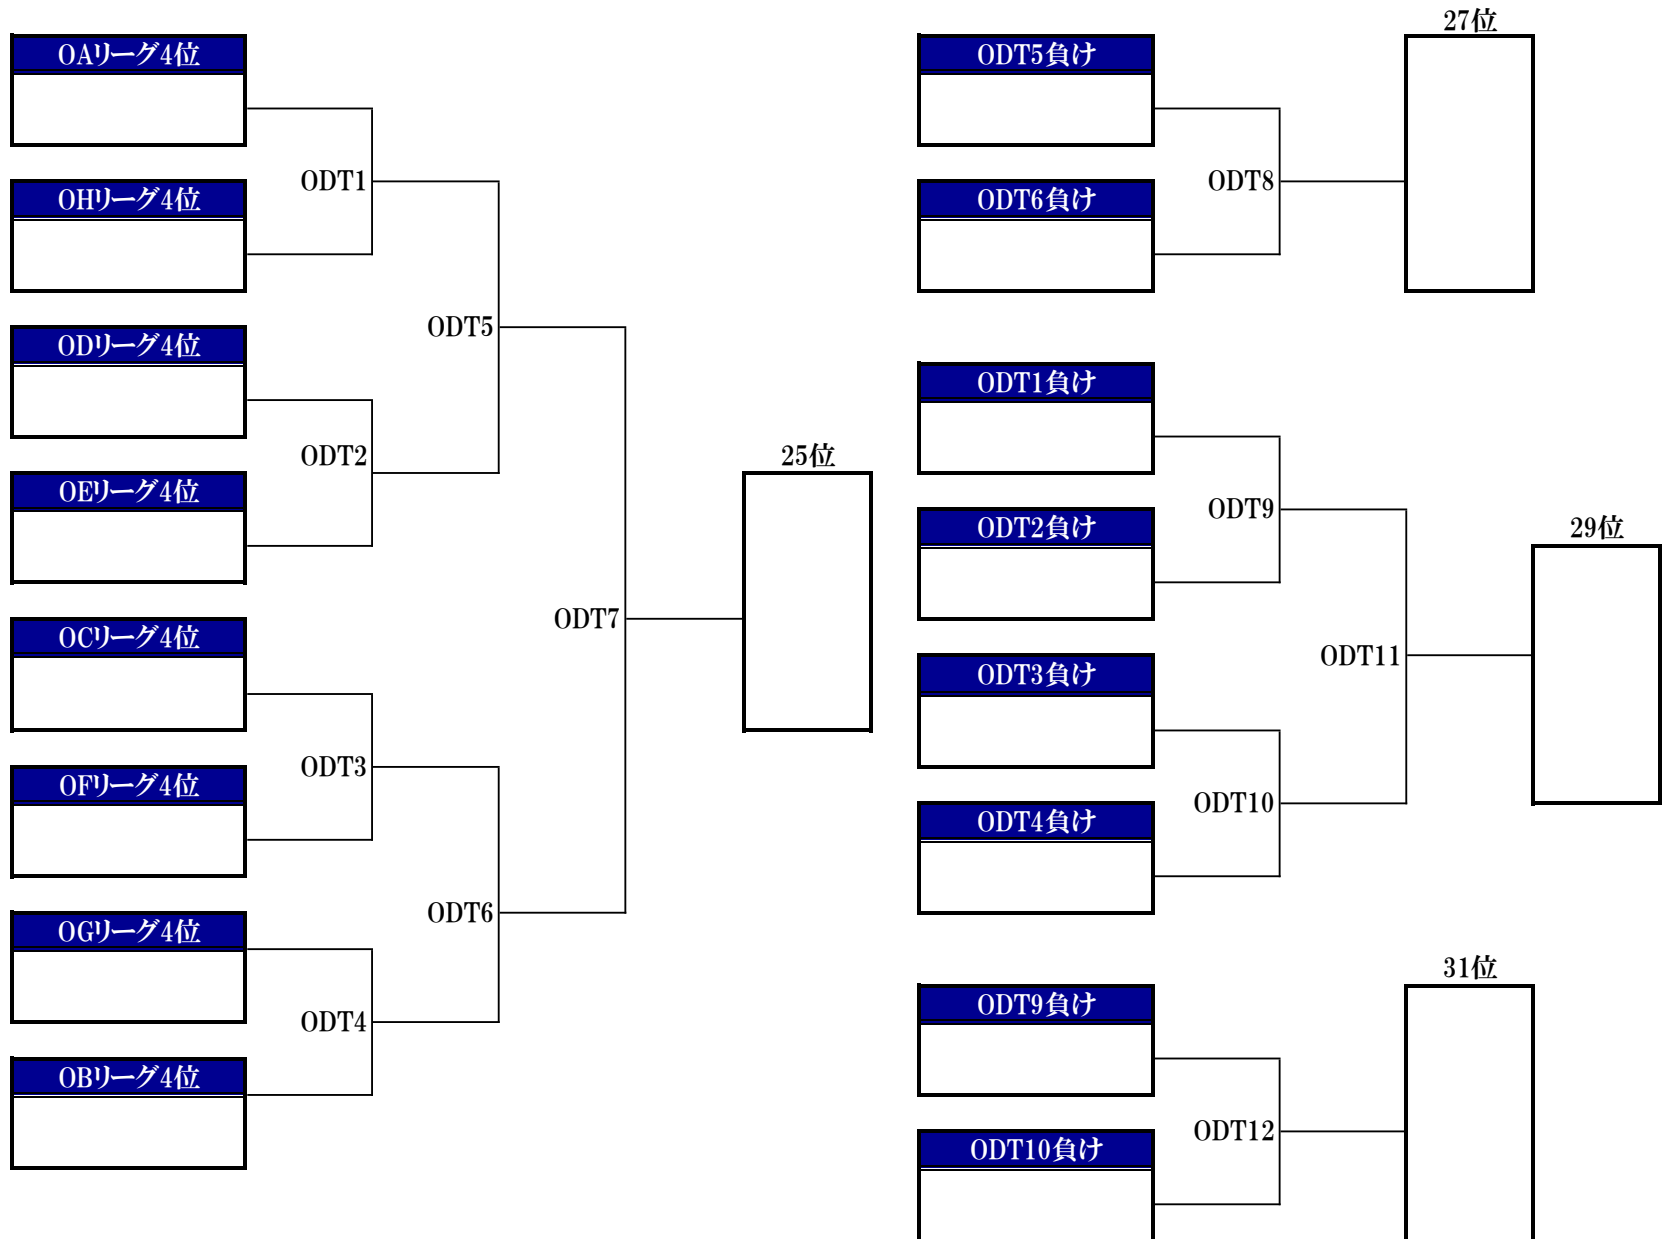 OAリーグ4位
OHリーグ4位
ODT1
ODリーグ4位
OEリーグ4位
ODT2
ODT5
OCリーグ4位
OFリーグ4位
ODT3
OGリーグ4位
OBリーグ4位
ODT4
ODT6
ODT7
25位
27位
ODT5負け
ODT6負け
ODT8
ODT1負け
ODT2負け
ODT9
ODT3負け
ODT4負け
ODT10
ODT11
29位
31位
ODT9負け
ODT10負け
ODT12